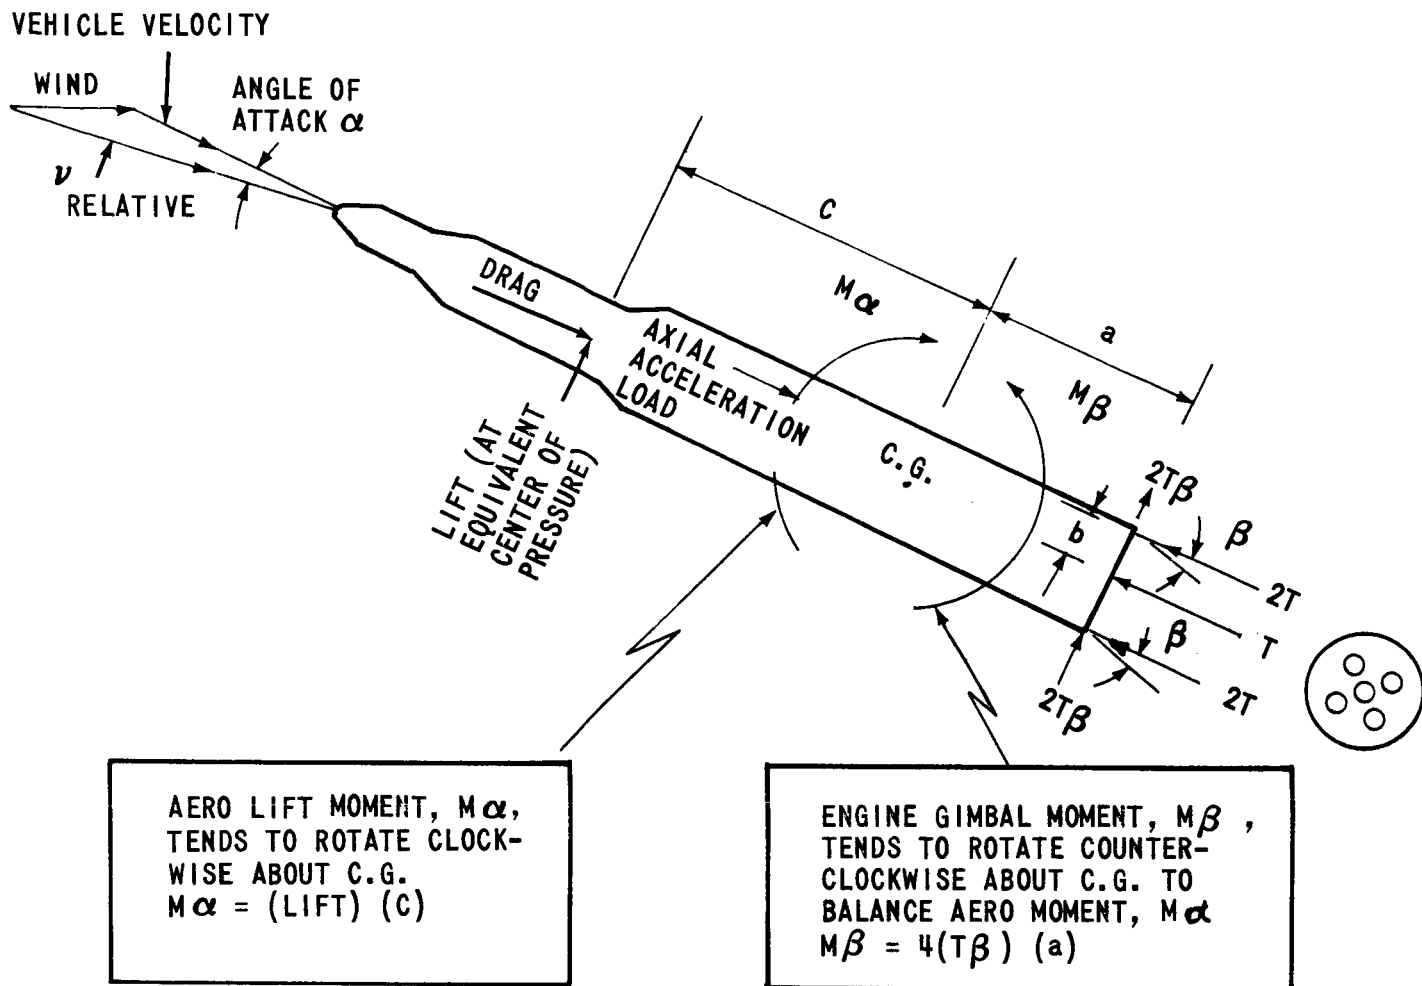 VEHICLE VELOCITY
WIND
ANGLE OF
ATTACK α
ν
RELATIVE
C
DRAG
Mα
a
AXIAL
ACCELERATION
LOAD
Mβ
C.G.
LIFT (AT
EQUIVALENT
CENTER OF
PRESSURE)
2Tβ
b
β
2T
T
β
2T
2Tβ
AERO LIFT MOMENT, Mα,
TENDS TO ROTATE CLOCK-
WISE ABOUT C.G.
Mα = (LIFT) (C)
ENGINE GIMBAL MOMENT, Mβ ,
TENDS TO ROTATE COUNTER-
CLOCKWISE ABOUT C.G. TO
BALANCE AERO MOMENT, Mα
Mβ = 4(Tβ) (a)